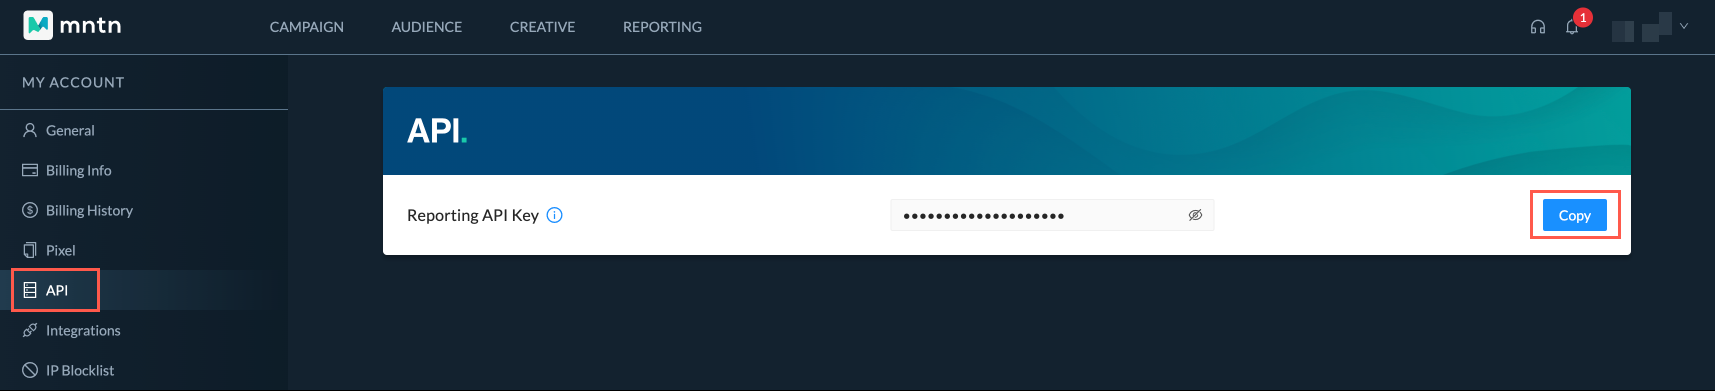 mntn
CAMPAIGN AUDIENCE CREATIVE REPORTING
1
MY ACCOUNT
General
Billing Info
Billing History
Pixel
API
Integrations
IP Blocklist
API.
Reporting API Key
••••••••••••••••••••
Copy